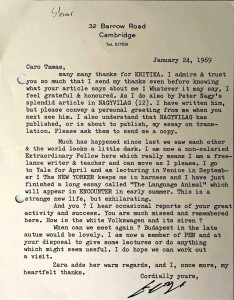 32 Barrow Road
Cambridge
Tel. 51755
January 24, 1969
Caro Tamas,
many many thanks for KRITIKA. I admire & trust
you so much that I send my thanks even before knowing
what your article says about me! Whatever it may say, I
feel grateful & honoured. As I do also by Peter Nagy's
splendid article in NAGYVILAG (12). I have written him,
but please convey a personal greeting from me when you
next see him. I also understand that NAGYVILAG has
published, or is about to publish, my essay on trans-
lation. Please ask them to send me a copy.
Much has happened since last we saw each other &
the world looks a little dark. I am now a non-salaried
Extraordinary Fellow here which really means I am a free-
lance writer & teacher and can move as I please. I go
to Yale for April and as lecturing in Venice in Septem-
ber! The NEW YORKER keeps me in harness and I have just
finished a long essay called "The Language Animal" which
will appear in ENCOUNTER in early summer. This is a
strange new life, but exhilarating.
And you? I hear occasional reports of your great
activity and success. You are much missed and remembered
here. How is the white Volkswagen and its sires?
When can we meet again? Budapest in the late
autumn would be lovely. I am now a member of PEN and
at your disposal to give some lectures or do anything
which might seem useful. I do hope we can work out
a visit.
Zara adds her warm regards, and I, once more, my
heartfelt thanks.
Cordially yours,